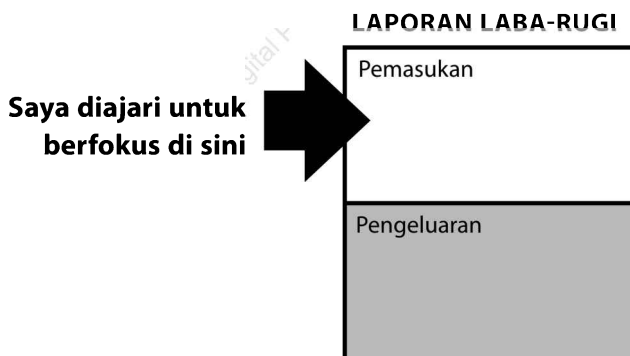 LAPORAN LABA-RUGI
Pemasukan
Saya diajari untuk
berfokus di sini
Pengeluaran